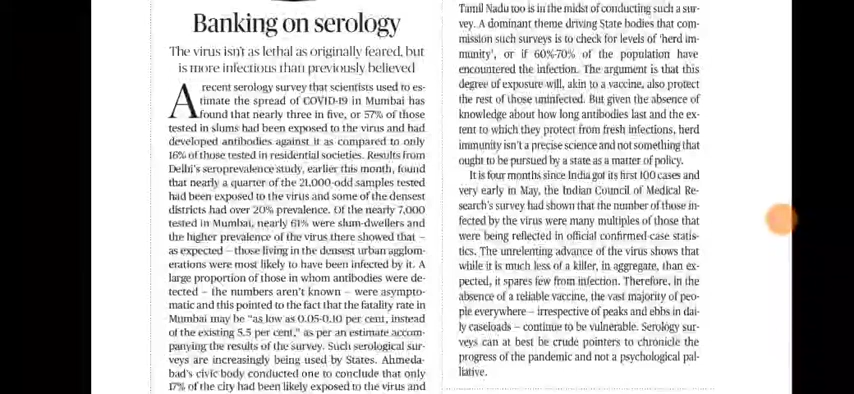 Banking on serology
The virus isn't as lethal as originally feared, but
is more infectious than previously believed
A recent serology survey that scientists used to es-
timate the spread of COVID-19 in Mumbai has
found that nearly three in five, or 57% of those
tested in slums had been exposed to the virus and had
developed antibodies against it as compared to only
16% of those tested in residential societies. Results from
Delhi's seroprevalence study, earlier this month, found
that nearly a quarter of the 21,000-odd samples tested
had been exposed to the virus and some of the densest
districts had over 20% prevalence. Of the nearly 7,000
tested in Mumbai, nearly 61% were slum-dwellers and
the higher prevalence of the virus there showed that –
as expected – those living in the densest urban agglom-
erations were most likely to have been infected by it. A
large proportion of those in whom antibodies were de-
tected – the numbers aren't known – were asympto-
matic and this pointed to the fact that the fatality rate in
Mumbai may be "as low as 0.05-0.10 per cent, instead
of the existing 5.5 per cent," as per an estimate accom-
panying the results of the survey. Such serological sur-
veys are increasingly being used by States. Ahmeda-
bad's civic body conducted one to conclude that only
17% of the city had been likely exposed to the virus and
Tamil Nadu too is in the midst of conducting such a sur-
vey. A dominant theme driving State bodies that com-
mission such surveys is to check for levels of 'herd im-
munity', or if 60%-70% of the population have
encountered the infection. The argument is that this
degree of exposure will, akin to a vaccine, also protect
the rest of those uninfected. But given the absence of
knowledge about how long antibodies last and the ex-
tent to which they protect from fresh infections, herd
immunity isn't a precise science and not something that
ought to be pursued by a state as a matter of policy.
It is four months since India got its first 100 cases and
very early in May, the Indian Council of Medical Re-
search's survey had shown that the number of those in-
fected by the virus were many multiples of those that
were being reflected in official confirmed-case statis-
tics. The unrelenting advance of the virus shows that
while it is much less of a killer, in aggregate, than ex-
pected, it spares few from infection. Therefore, in the
absence of a reliable vaccine, the vast majority of peo-
ple everywhere – irrespective of peaks and ebbs in dai-
ly caseloads – continue to be vulnerable. Serology sur-
veys can at best be crude pointers to chronicle the
progress of the pandemic and not a psychological pal-
liative.